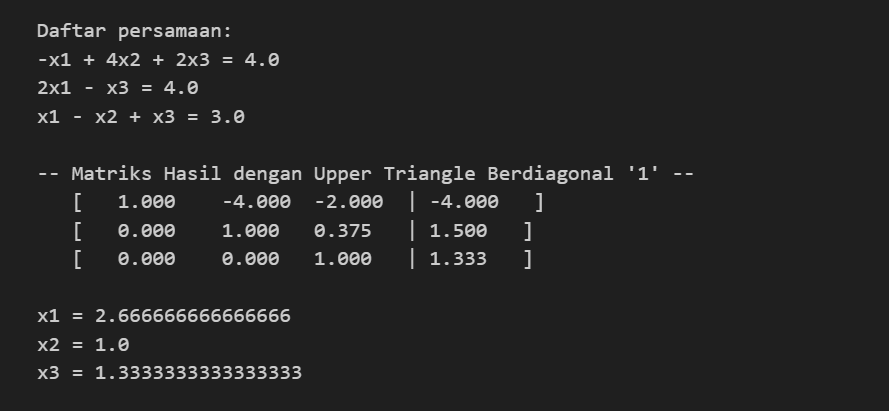 Daftar persamaan:
-x1 + 4x2 + 2x3 = 4.0
2x1 - x3 = 4.0
x1 - x2 + x3 = 3.0
-- Matriks Hasil dengan Upper Triangle Berdiagonal '1' --
[ 1.000 -4.000 -2.000 | -4.000 ]
[ 0.000 1.000 0.375 | 1.500 ]
[ 0.000 0.000 1.000 | 1.333 ]
x1 = 2.666666666666666
x2 = 1.0
x3 = 1.3333333333333333